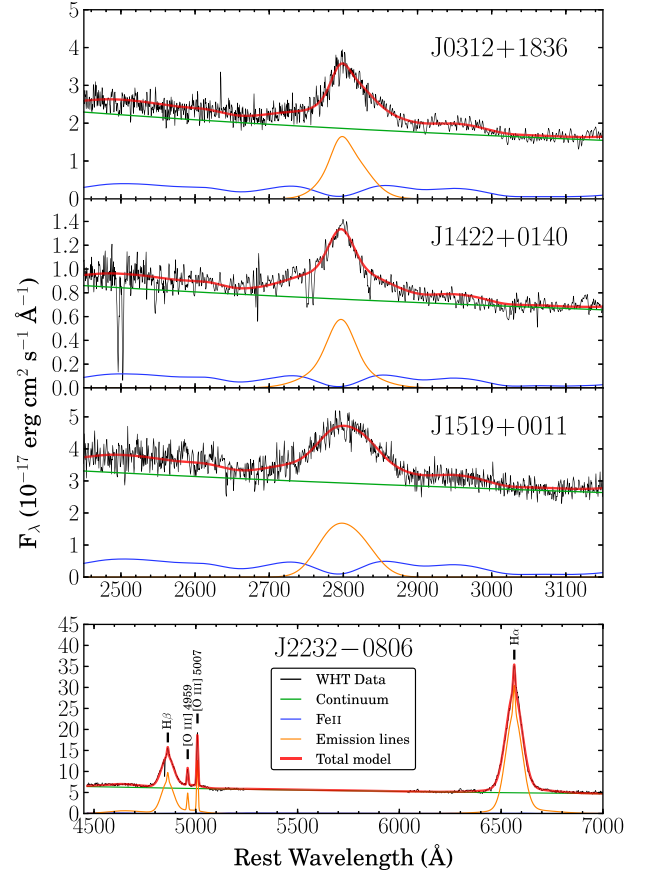 5
J0312+1836
4
3
2
1
0
1.4
J1422+0140
1.2
1.0
0.8
0.6
0.4
0.2
0.0
F_λ (10⁻¹⁷ erg cm² s⁻¹ Å⁻¹)
5
J1519+0011
4
3
2
1
0
2500 2600 2700 2800 2900 3000 3100
45
J2232−0806
40
35
30
25
20
15
10
5
0
Hβ
[O III] 4959
[O III] 5007
Hα
WHT Data
Continuum
FeII
Emission lines
Total model
4500 5000 5500 6000 6500 7000
Rest Wavelength (Å)